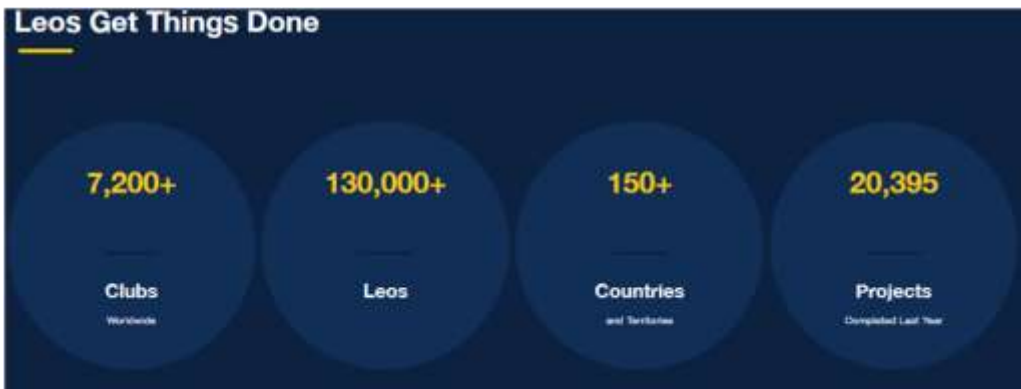 Leos Get Things Done
7,200+
Clubs
Worldwide
130,000+
Leos
150+
Countries
and Territories
20,395
Projects
Completed Last Year